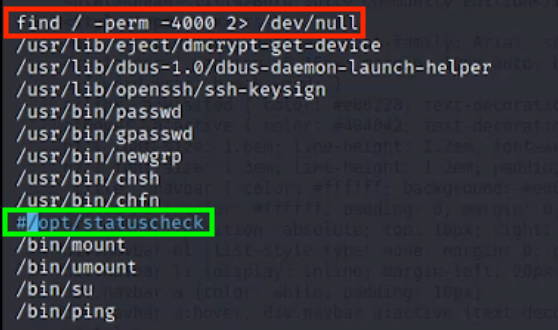 find / -perm -4000 2> /dev/null
/usr/lib/eject/dmcrypt-get-device
/usr/lib/dbus-1.0/dbus-daemon-launch-helper
/usr/lib/openssh/ssh-keysign
/usr/bin/passwd
/usr/bin/gpasswd
/usr/bin/newgrp
/usr/bin/chsh
/usr/bin/chfn
#/opt/statuscheck
/bin/mount
/bin/umount
/bin/su
/bin/ping